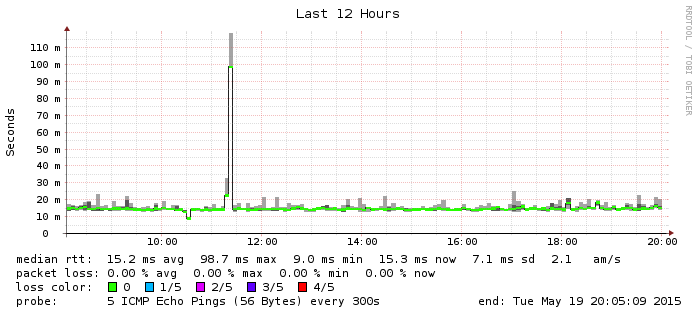 Last 12 Hours
RRDTOOL / TOBI OETIKER
Seconds
110 m
100 m
90 m
80 m
70 m
60 m
50 m
40 m
30 m
20 m
10 m
0
10:00 12:00 14:00 16:00 18:00 20:00
median rtt: 15.2 ms avg 98.7 ms max 9.0 ms min 15.3 ms now 7.1 ms sd 2.1 am/s
packet loss: 0.00 % avg 0.00 % max 0.00 % min 0.00 % now
loss color: 0 1/5 2/5 3/5 4/5
probe: 5 ICMP Echo Pings (56 Bytes) every 300s end: Tue May 19 20:05:09 2015